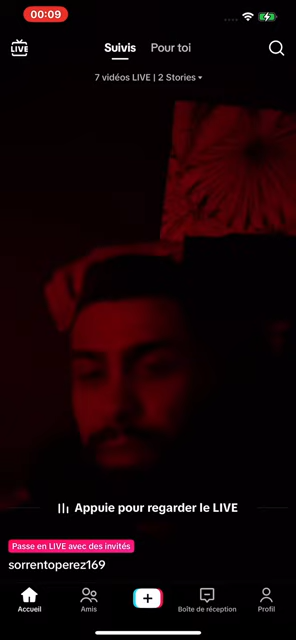 00:09
LIVE
Suivis Pour toi
7 vidéos LIVE | 2 Stories
Appuie pour regarder le LIVE
Passe en LIVE avec des invités
sorrentoperez169
Accueil Amis Boîte de réception Profil